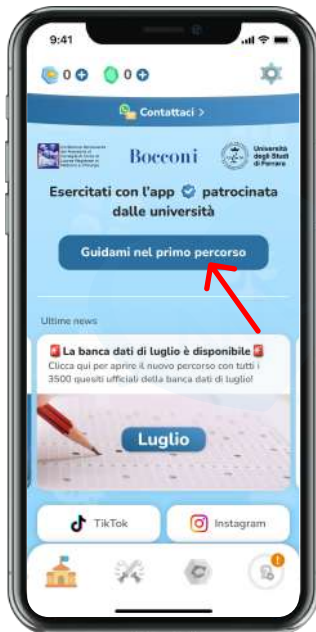 9:41
0
0
Contattaci >
Bocconi
Università
degli Studi
di Ferrara
Esercitati con l'app patrocinata
dalle università
Guidami nel primo percorso
Ultime news
La banca dati di luglio è disponibile
Clicca qui per aprire il nuovo percorso con tutti i
3500 quesiti ufficiali della banca dati di luglio!
Luglio
TikTok
Instagram